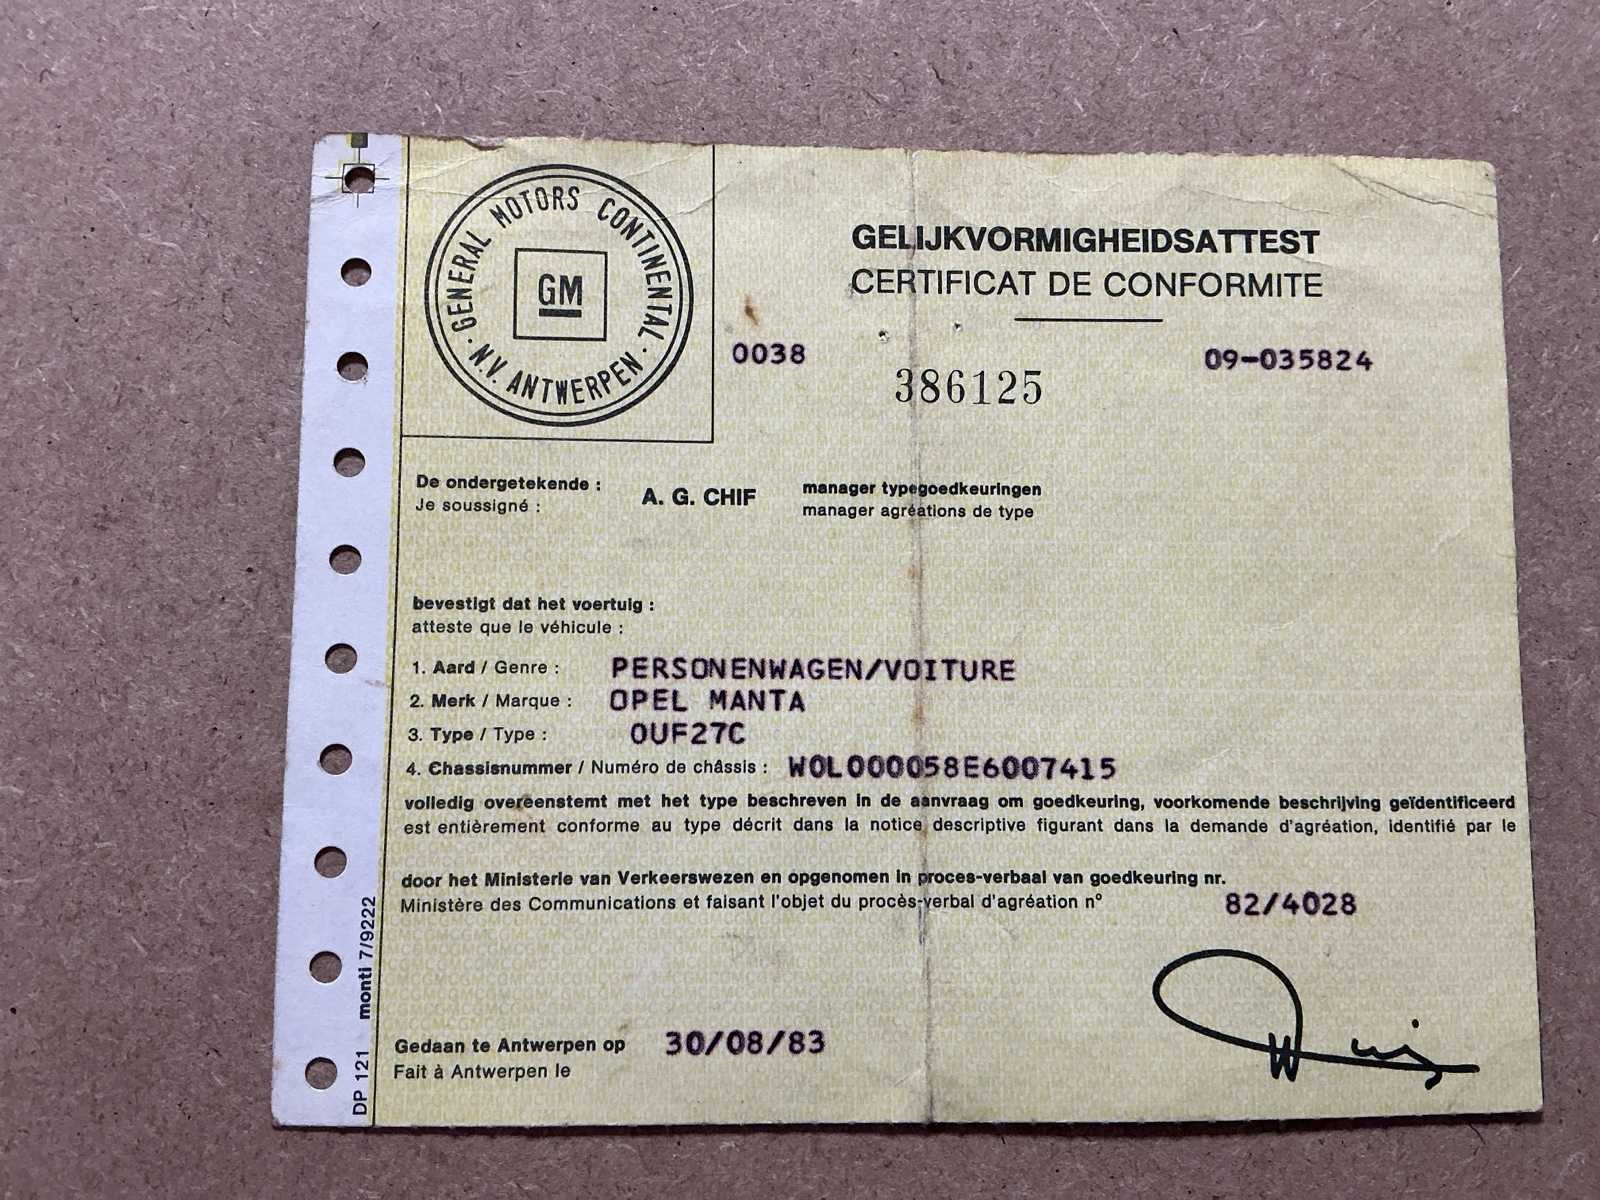 GENERAL MOTORS CONTINENTAL · N.V. ANTWERPEN ·
GM
GELIJKVORMIGHEIDSATTEST
CERTIFICAT DE CONFORMITE
0038
09-035824
386125
De ondergetekende : A. G. CHIF manager typegoedkeuringen
Je soussigné : manager agréations de type
bevestigt dat het voertuig :
atteste que le véhicule :
1. Aard / Genre : PERSONENWAGEN/VOITURE
2. Merk / Marque : OPEL MANTA
3. Type / Type : OUF27C
4. Chassisnummer / Numéro de châssis : WOL000058E6007415
volledig overeenstemt met het type beschreven in de aanvraag om goedkeuring, voorkomende beschrijving geïdentificeerd
est entièrement conforme au type décrit dans la notice descriptive figurant dans la demande d'agréation, identifié par le
door het Ministerie van Verkeerswezen en opgenomen in proces-verbaal van goedkeuring nr.
Ministère des Communications et faisant l'objet du procès-verbal d'agréation n° 82/4028
Gedaan te Antwerpen op 30/08/83
Fait à Antwerpen le
DP 121 monti 7/9222